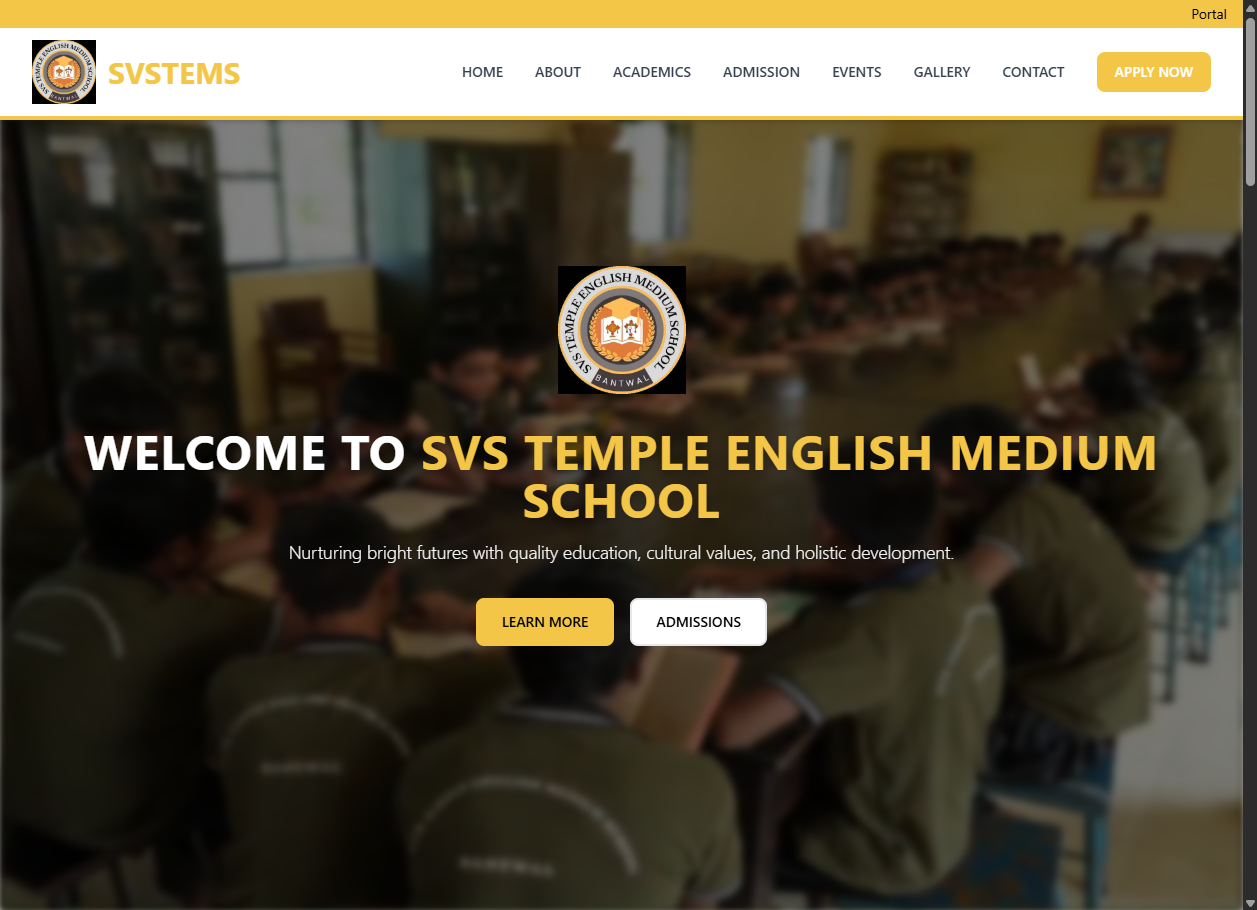 Portal
SVS TEMPLE ENGLISH MEDIUM SCHOOL
BANTWAL
SVSTEMS
HOME
ABOUT
ACADEMICS
ADMISSION
EVENTS
GALLERY
CONTACT
APPLY NOW
SVS TEMPLE ENGLISH MEDIUM SCHOOL
BANTWAL
WELCOME TO SVS TEMPLE ENGLISH MEDIUM
SCHOOL
Nurturing bright futures with quality education, cultural values, and holistic development.
LEARN MORE
ADMISSIONS
BANTWAL
BANTWAL